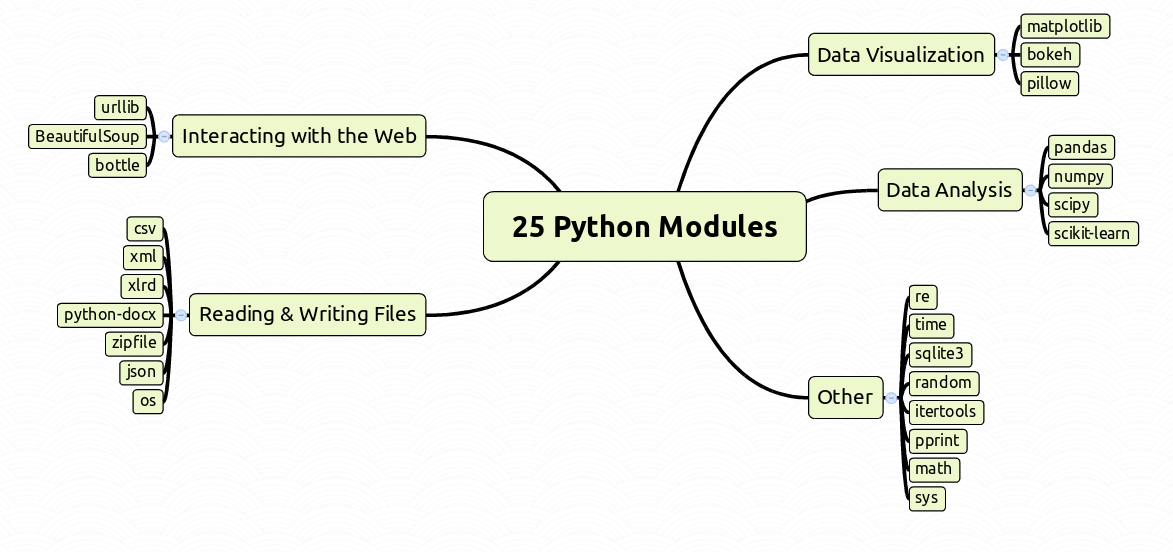 25 Python Modules
Data Visualization
matplotlib
bokeh
pillow
Data Analysis
pandas
numpy
scipy
scikit-learn
Other
re
time
sqlite3
random
itertools
pprint
math
sys
Interacting with the Web
urllib
BeautifulSoup
bottle
Reading & Writing Files
csv
xml
xlrd
python-docx
zipfile
json
os